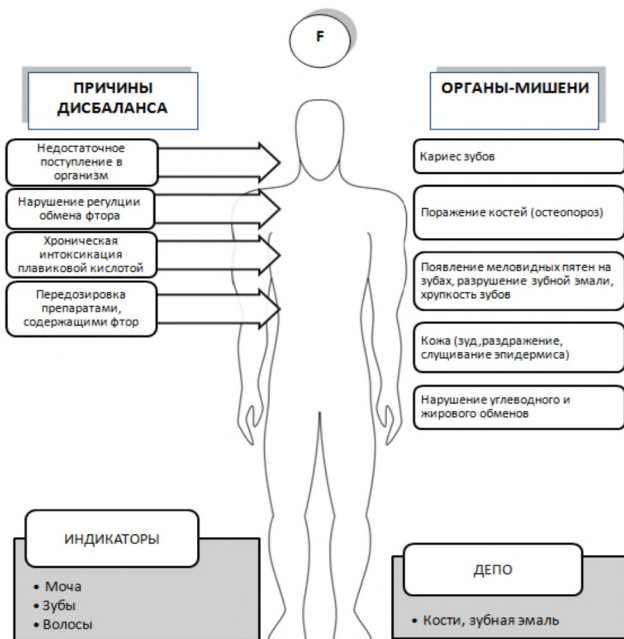 F
ПРИЧИНЫ
ДИСБАЛАНСА
Недостаточное
поступление в
организм
Нарушение регулции
обмена фтора
Хроническая
интоксикация
плавиковой кислотой
Передозировка
препаратами,
содержащими фтор
ОРГАНЫ-МИШЕНИ
Кариес зубов
Поражение костей (остеопороз)
Появление меловидных пятен на
зубах, разрушение зубной эмали,
хрупкость зубов
Кожа (зуд,раздражение,
слущивание эпидермиса)
Нарушение углеводного и
жирового обменов
ИНДИКАТОРЫ
• Моча
• Зубы
• Волосы
ДЕПО
• Кости, зубная эмаль